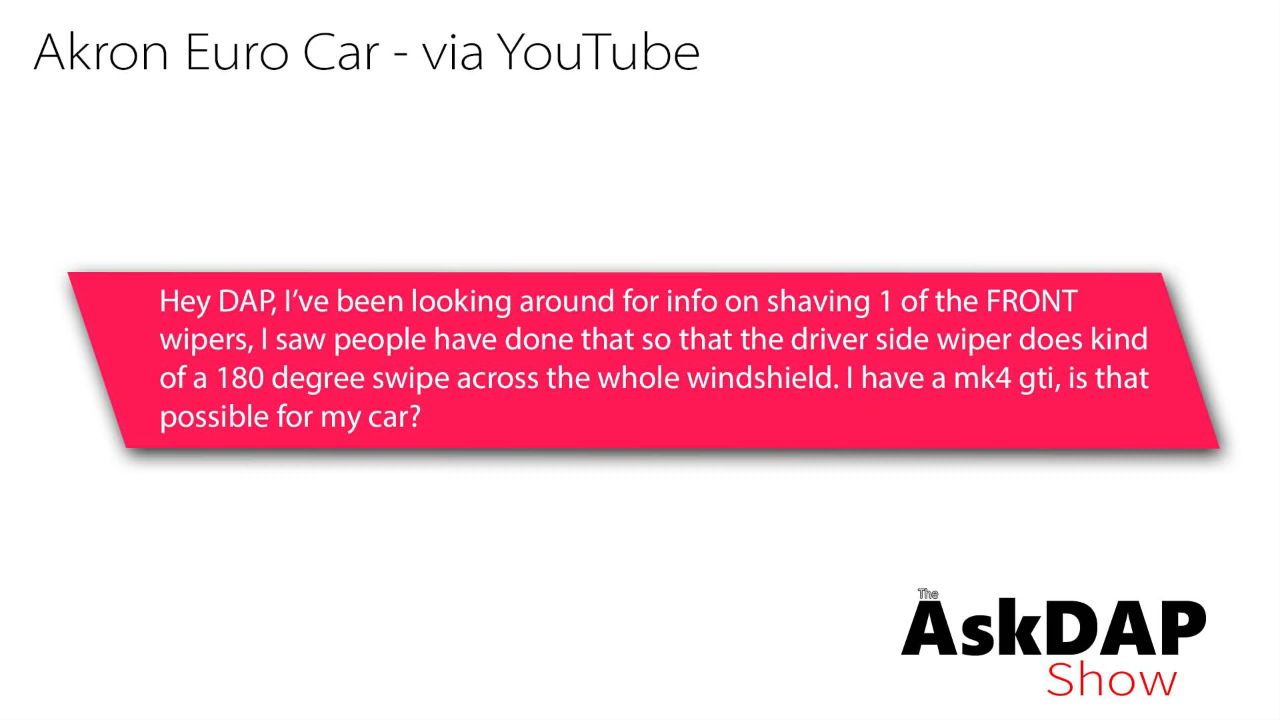 Akron Euro Car - via YouTube
Hey DAP, I’ve been looking around for info on shaving 1 of the FRONT
wipers, I saw people have done that so that the driver side wiper does kind
of a 180 degree swipe across the whole windshield. I have a mk4 gti, is that
possible for my car?
The
AskDAP
Show